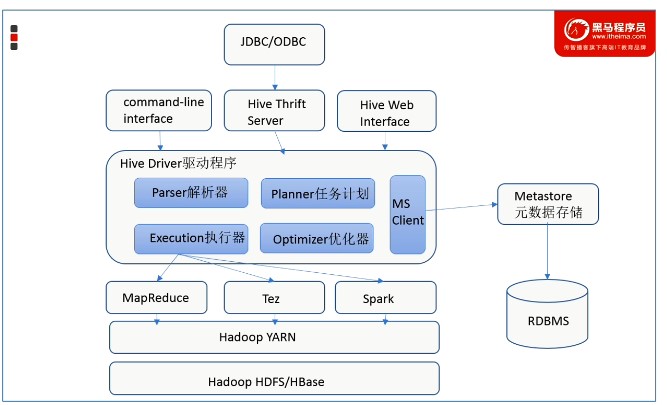 黑马程序员
www.itheima.com
传智播客旗下高端IT教育品牌
JDBC/ODBC
command-line
interface
Hive Thrift
Server
Hive Web
Interface
Hive Driver驱动程序
Parser解析器
Planner任务计划
MS
Client
Execution执行器
Optimizer优化器
Metastore
元数据存储
MapReduce
Tez
Spark
RDBMS
Hadoop YARN
Hadoop HDFS/HBase